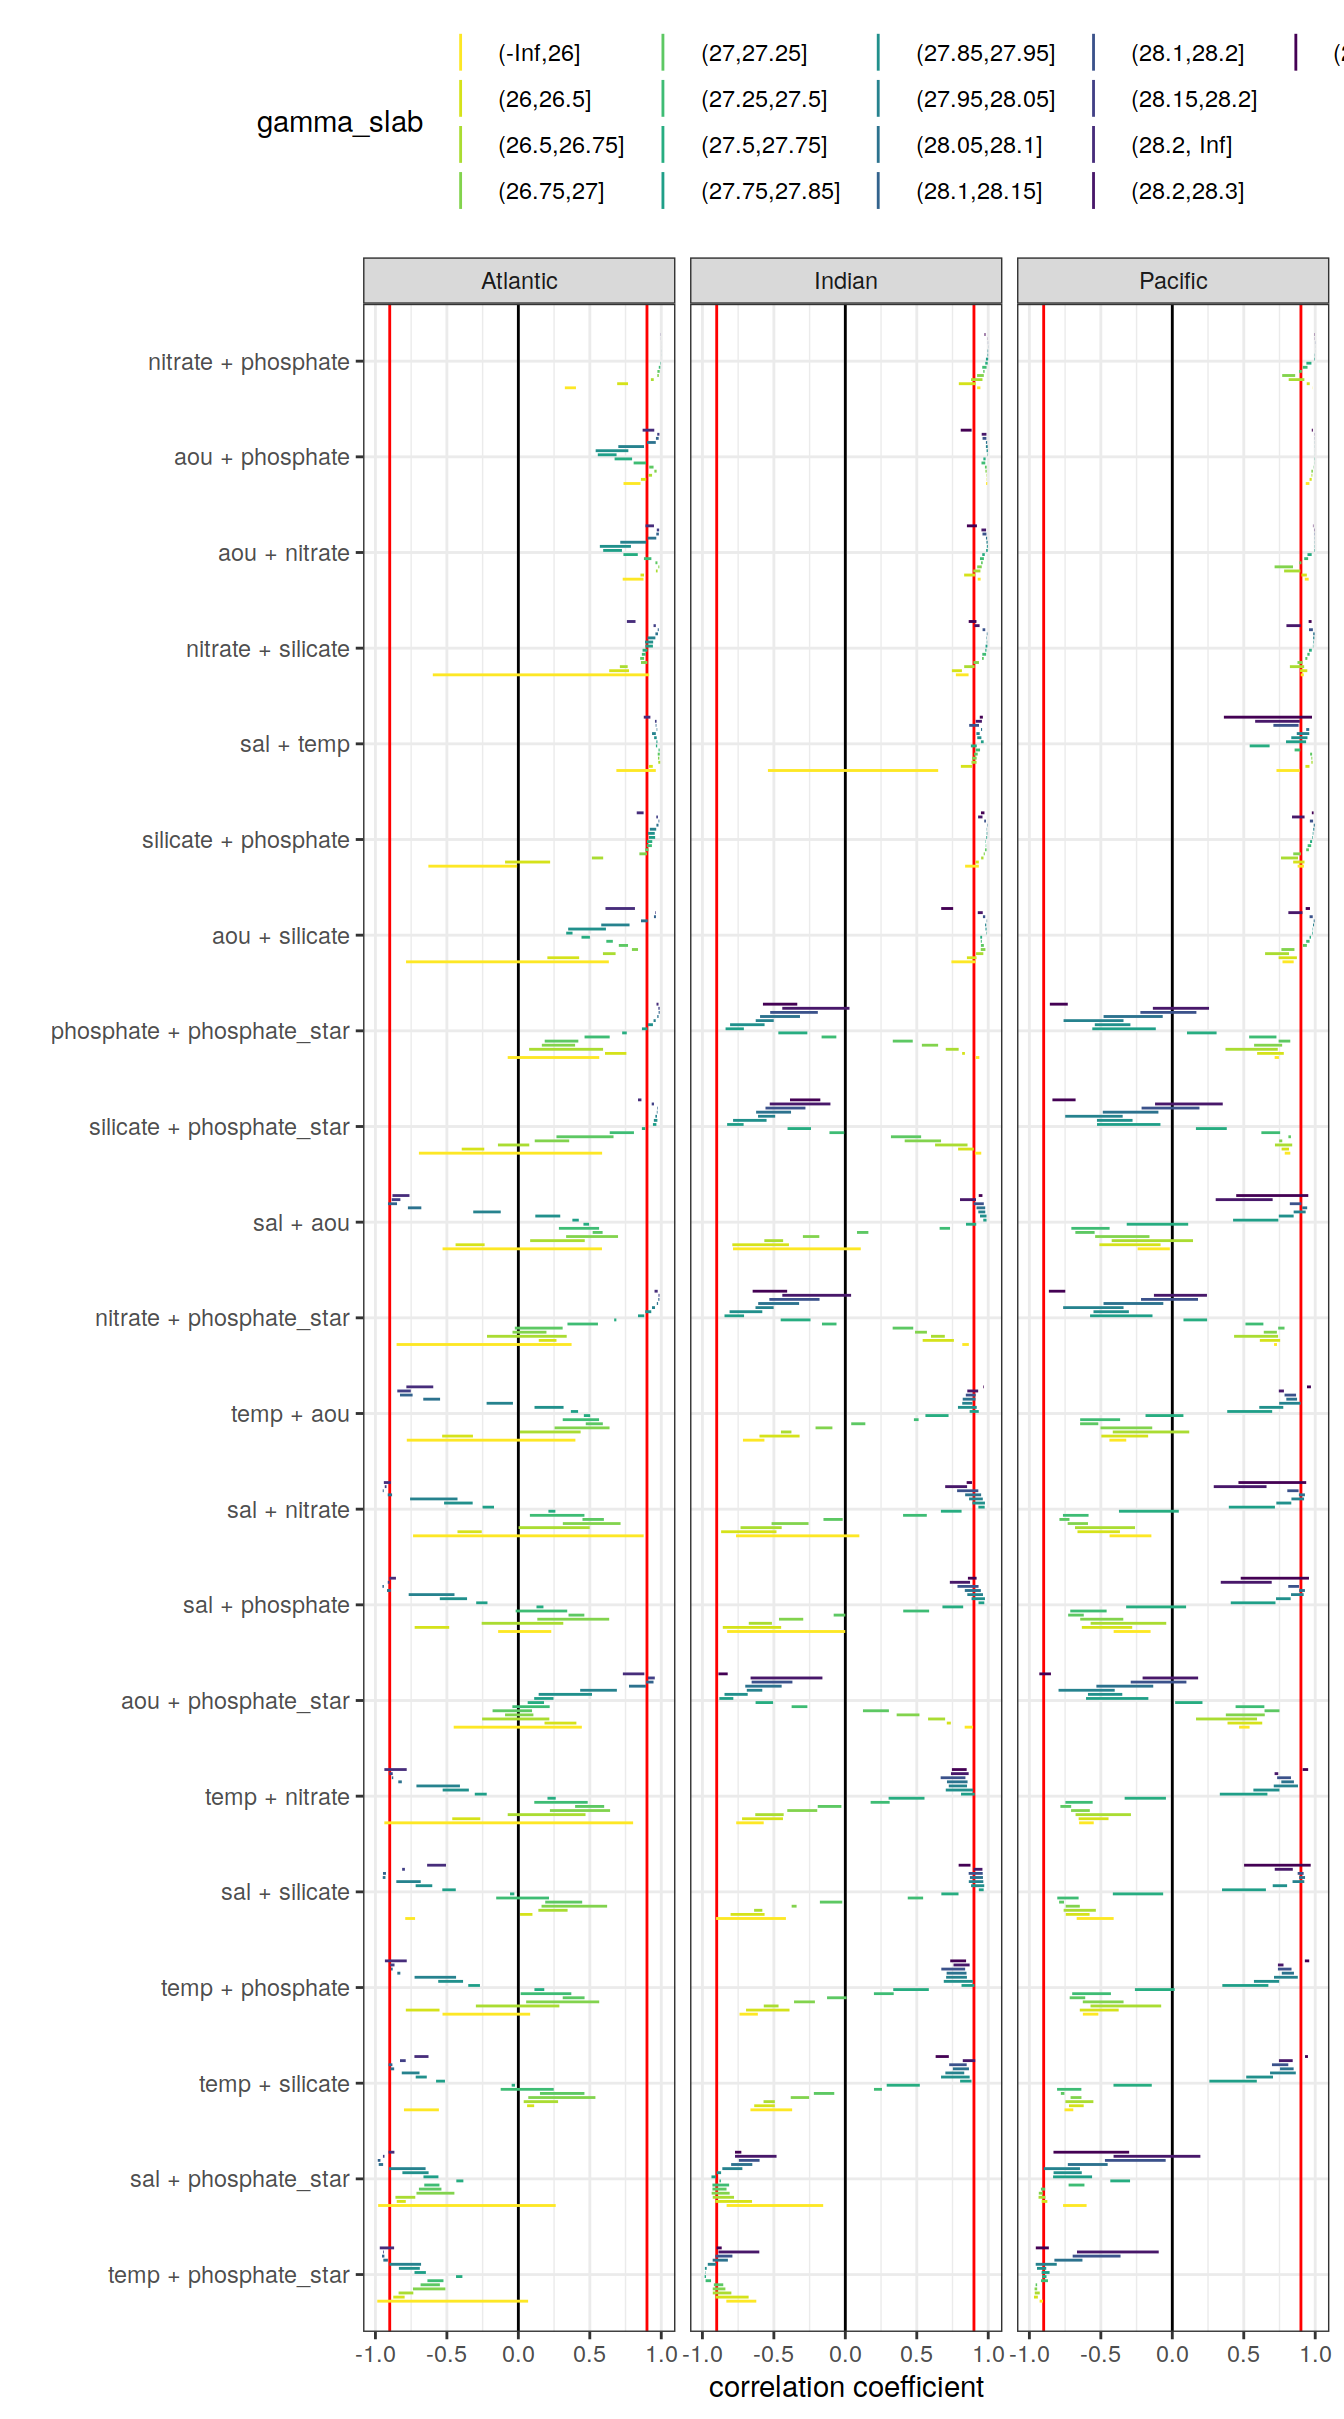 (-Inf,26] (27,27.25] (27.85,27.95] (28.1,28.2]
(26,26.5] (27.25,27.5] (27.95,28.05] (28.15,28.2]
gamma_slab
(26.5,26.75] (27.5,27.75] (28.05,28.1] (28.2, Inf]
(26.75,27] (27.75,27.85] (28.1,28.15] (28.2,28.3]
Atlantic Indian Pacific
nitrate + phosphate
aou + phosphate
aou + nitrate
nitrate + silicate
sal + temp
silicate + phosphate
aou + silicate
phosphate + phosphate_star
silicate + phosphate_star
sal + aou
nitrate + phosphate_star
temp + aou
sal + nitrate
sal + phosphate
aou + phosphate_star
temp + nitrate
sal + silicate
temp + phosphate
temp + silicate
sal + phosphate_star
temp + phosphate_star
-1.0 -0.5 0.0 0.5 1.0 -1.0 -0.5 0.0 0.5 1.0 -1.0 -0.5 0.0 0.5 1.0
correlation coefficient